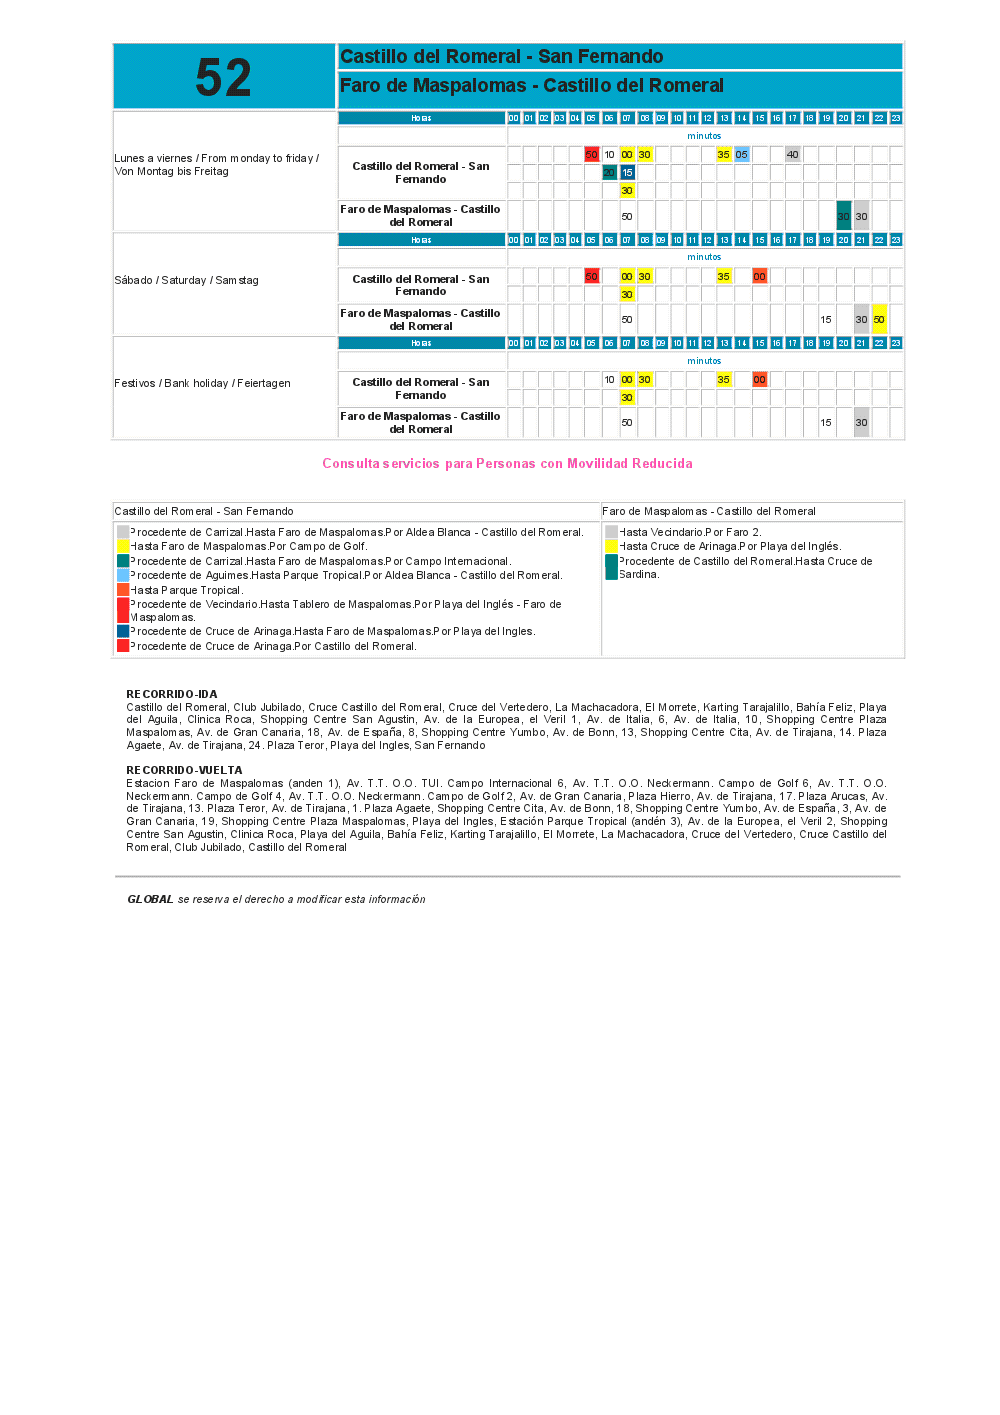 52
Castillo del Romeral - San Fernando
Faro de Maspalomas - Castillo del Romeral
Lunes a viernes / From monday to friday /
Von Montag bis Freitag
Horas 00 01 02 03 04 05 06 07 08 09 10 11 12 13 14 15 16 17 18 19 20 21 22 23
minutos
Castillo del Romeral - San
Fernando
50 10 00 30 35 05 40
20 15
30
Faro de Maspalomas - Castillo
del Romeral
50 30 30
Sábado / Saturday / Samstag
Horas 00 01 02 03 04 05 06 07 08 09 10 11 12 13 14 15 16 17 18 19 20 21 22 23
minutos
Castillo del Romeral - San
Fernando
50 00 30 35 00
30
Faro de Maspalomas - Castillo
del Romeral
50 15 30 50
Festivos / Bank holiday / Feiertagen
Horas 00 01 02 03 04 05 06 07 08 09 10 11 12 13 14 15 16 17 18 19 20 21 22 23
minutos
Castillo del Romeral - San
Fernando
10 00 30 35 00
30
Faro de Maspalomas - Castillo
del Romeral
50 15 30
Consulta servicios para Personas con Movilidad Reducida
Castillo del Romeral - San Fernando
Procedente de Carrizal.Hasta Faro de Maspalomas.Por Aldea Blanca - Castillo del Romeral.
Hasta Faro de Maspalomas.Por Campo de Golf.
Procedente de Carrizal.Hasta Faro de Maspalomas.Por Campo Internacional.
Procedente de Aguimes.Hasta Parque Tropical.Por Aldea Blanca - Castillo del Romeral.
Hasta Parque Tropical.
Procedente de Vecindario.Hasta Tablero de Maspalomas.Por Playa del Inglés - Faro de
Maspalomas.
Procedente de Cruce de Arinaga.Hasta Faro de Maspalomas.Por Playa del Ingles.
Procedente de Cruce de Arinaga.Por Castillo del Romeral.
Faro de Maspalomas - Castillo del Romeral
Hasta Vecindario.Por Faro 2.
Hasta Cruce de Arinaga.Por Playa del Inglés.
Procedente de Castillo del Romeral.Hasta Cruce de
Sardina.
RECORRIDO-IDA
Castillo del Romeral, Club Jubilado, Cruce Castillo del Romeral, Cruce del Vertedero, La Machacadora, El Morrete, Karting Tarajalillo, Bahía Feliz, Playa
del Aguila, Clinica Roca, Shopping Centre San Agustin, Av. de la Europea, el Veril 1, Av. de Italia, 6, Av. de Italia, 10, Shopping Centre Plaza
Maspalomas, Av. de Gran Canaria, 18, Av. de España, 8, Shopping Centre Yumbo, Av. de Bonn, 13, Shopping Centre Cita, Av. de Tirajana, 14. Plaza
Agaete, Av. de Tirajana, 24. Plaza Teror, Playa del Ingles, San Fernando
RECORRIDO-VUELTA
Estacion Faro de Maspalomas (anden 1), Av. T.T. O.O. TUI. Campo Internacional 6, Av. T.T. O.O. Neckermann. Campo de Golf 6, Av. T.T. O.O.
Neckermann. Campo de Golf 4, Av. T.T. O.O. Neckermann. Campo de Golf 2, Av. de Gran Canaria, Plaza Hierro, Av. de Tirajana, 17. Plaza Arucas, Av.
de Tirajana, 13. Plaza Teror, Av. de Tirajana, 1. Plaza Agaete, Shopping Centre Cita, Av. de Bonn, 18, Shopping Centre Yumbo, Av. de España, 3, Av. de
Gran Canaria, 19, Shopping Centre Plaza Maspalomas, Playa del Ingles, Estación Parque Tropical (andén 3), Av. de la Europea, el Veril 2, Shopping
Centre San Agustin, Clinica Roca, Playa del Aguila, Bahía Feliz, Karting Tarajalillo, El Morrete, La Machacadora, Cruce del Vertedero, Cruce Castillo del
Romeral, Club Jubilado, Castillo del Romeral
GLOBAL se reserva el derecho a modificar esta información